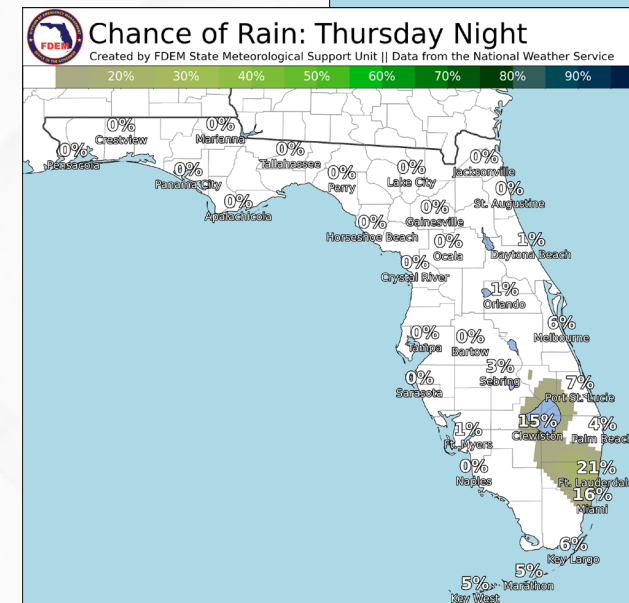 Chance of Rain: Thursday Night
FDEM
Created by FDEM State Meteorological Support Unit || Data from the National Weather Service
20% 30% 40% 50% 60% 70% 80% 90%
0% 0%
Crestview Marianna
0% 0% 0%
Pensacola Tallahassee Jacksonville
0% 0% 0%
Panama City Perry Lake City
0% 0% 0%
Apalachicola Gainesville St. Augustine
0%
Horseshoe Beach
0% 1%
Ocala Daytona Beach
0%
Crystal River
1%
Orlando
6%
Melbourne
0% 0%
Tampa Bartow
3%
Sebring
0% 7%
Sarasota Port St. Lucie
15% 4%
Clewiston Palm Beach
1%
Ft. Myers
0% 21%
Naples Ft. Lauderdale
16%
Miami
6%
Key Largo
5%
Marathon
5%
Key West